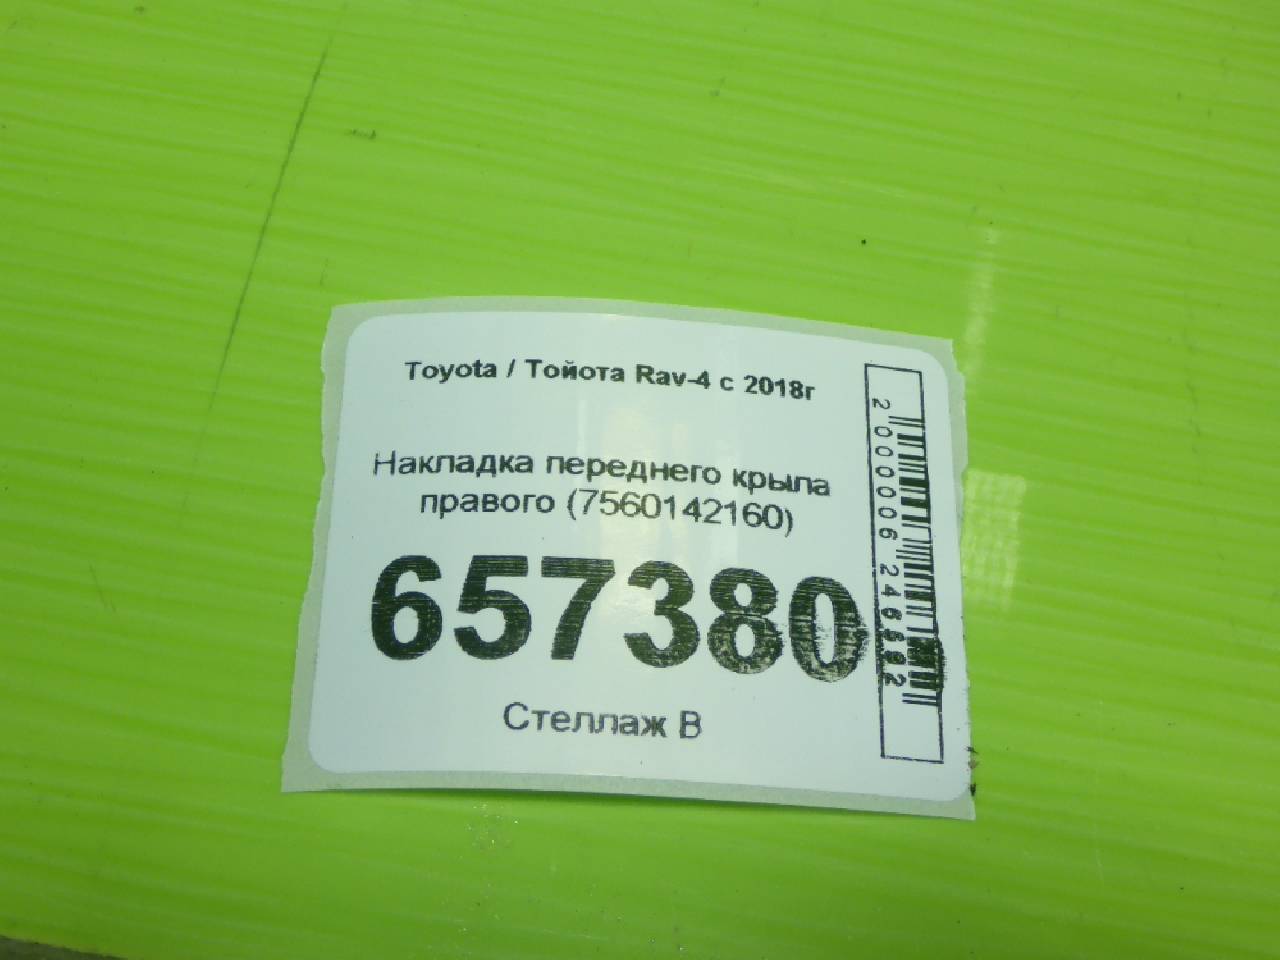 Toyota / Тойота Rav-4 с 2018г
Накладка переднего крыла
правого (7560142160)
657380
Стеллаж В